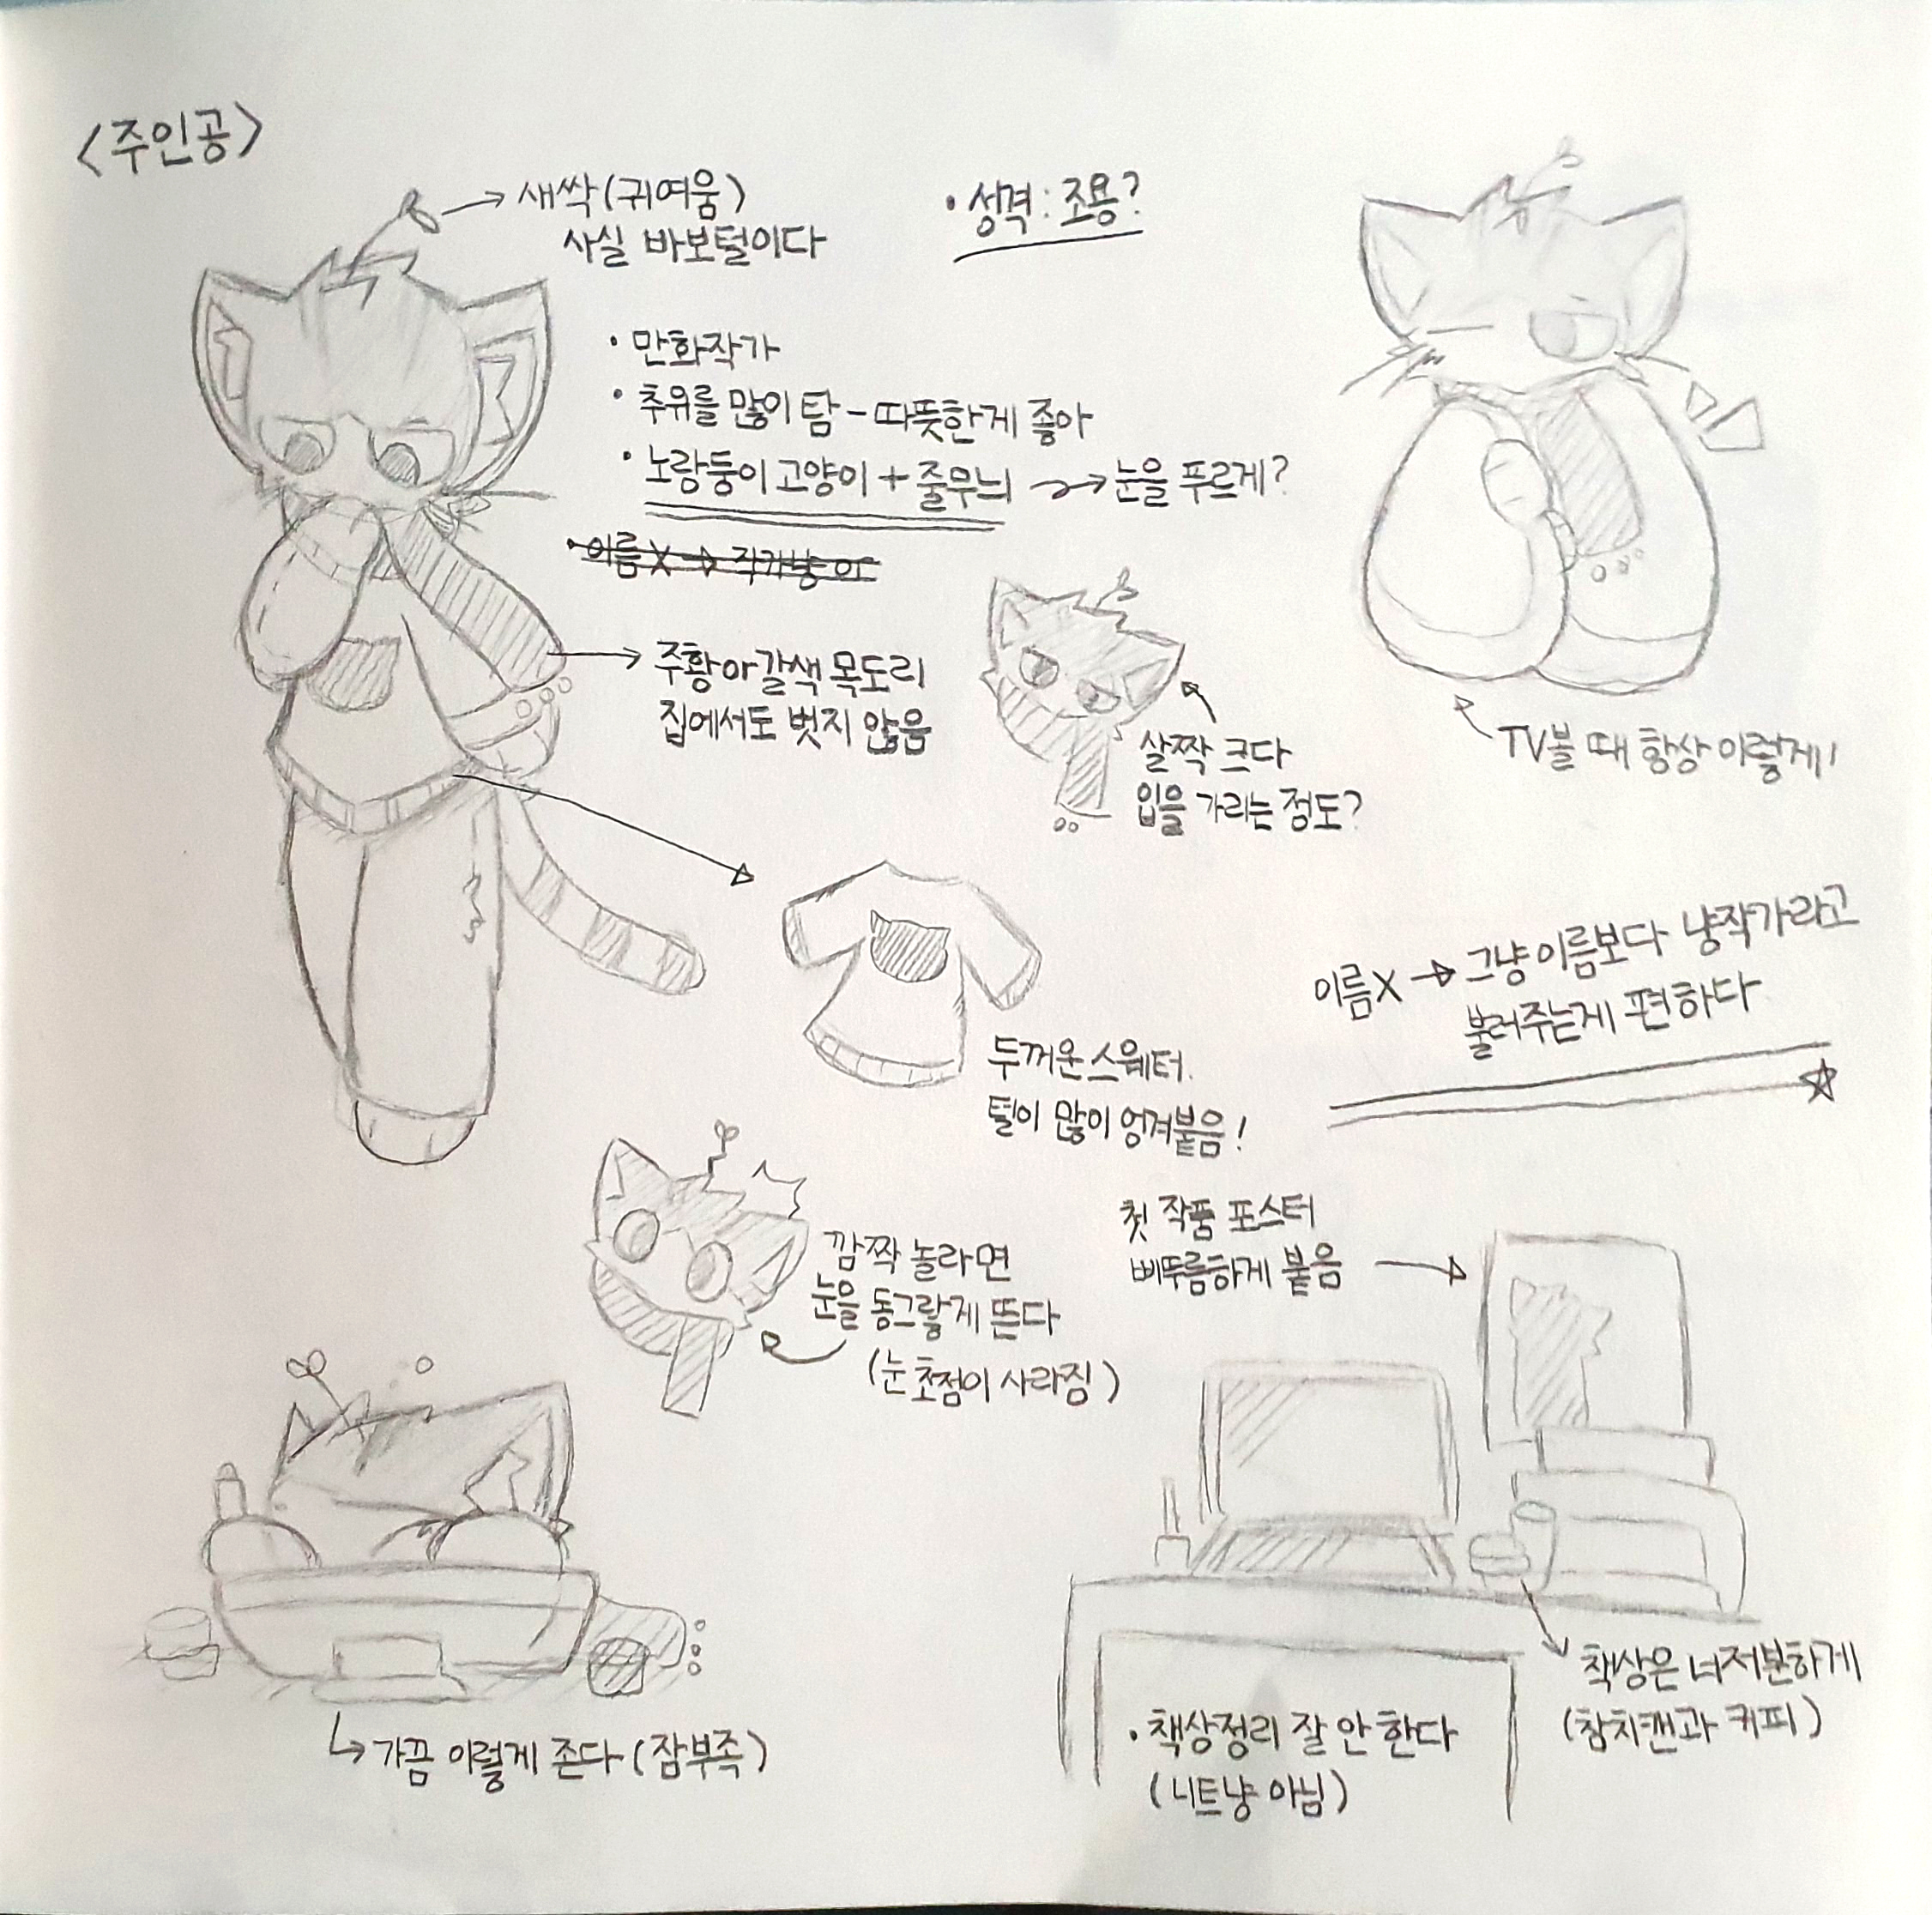 <주인공>
새싹(귀여움)
사실 바보털이다
• 성격 : 조용?
• 만화작가
• 추위를 많이 탐 - 따뜻한게 좋아
• 노랑둥이 고양이 + 줄무늬 → 눈을 푸르게?
• 이름 X →
주황아갈색 목도리
집에서도 벗지 않음
살짝 크다
입을 가리는 정도?
TV볼 때 항상 이렇게!
이름X → 그냥 이름보다 냥작가라고
불러주는게 편하다
두꺼운 스웨터.
털이 많이 엉겨붙음!
깜짝 놀라면
눈을 동그랗게 뜬다
(눈 초점이 사라짐)
첫 작품 포스터
삐뚜름하게 붙음
책상은 너저분하게
(참치캔과 커피)
• 책상정리 잘 안 한다
(니트냥 아님)
가끔 이렇게 존다 (잠부족)